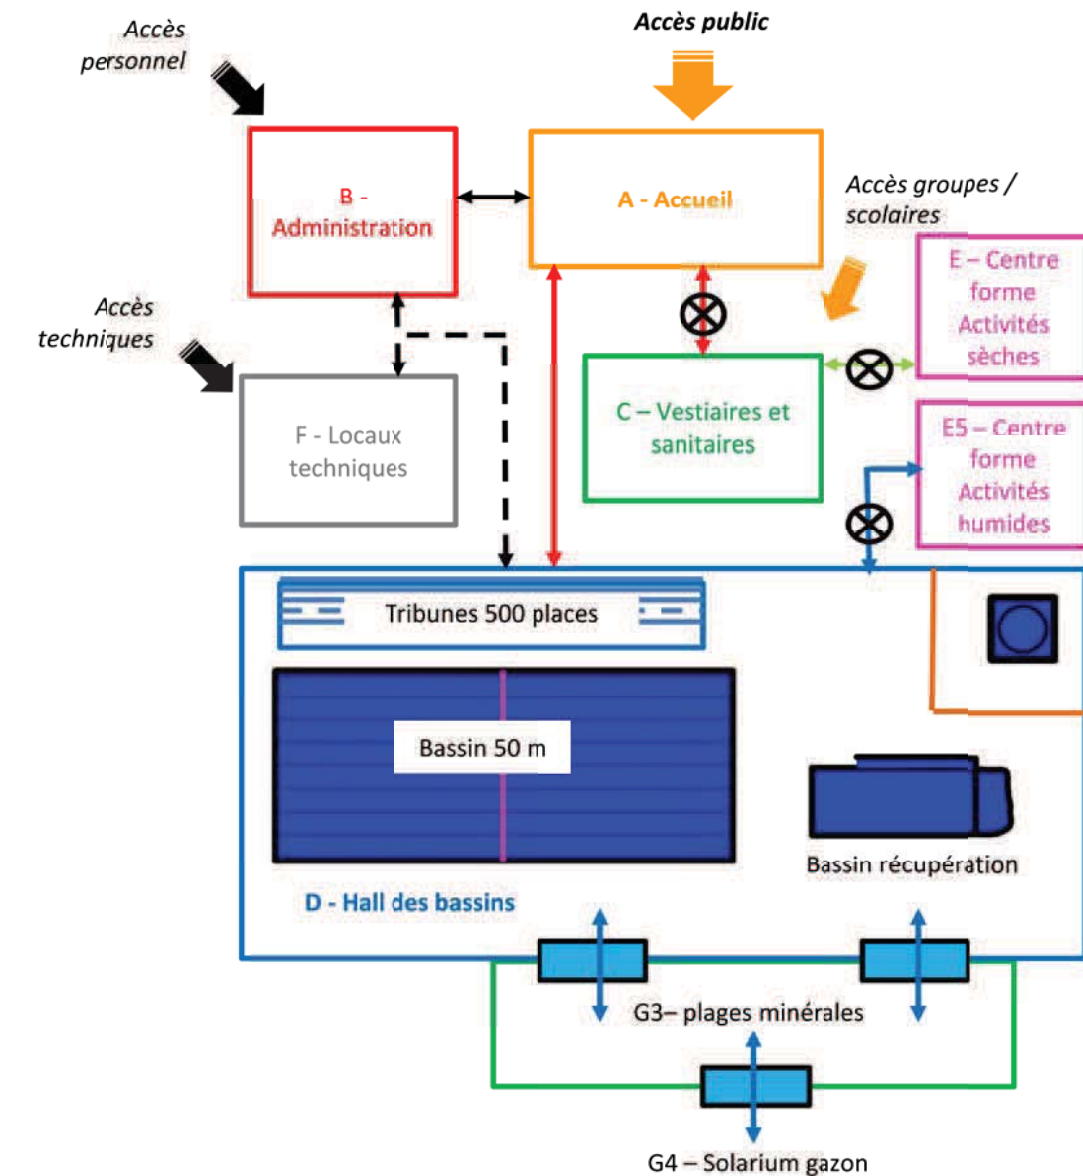 Accès
personnel
Accès public
B -
Administration
A - Accueil
Accès groupes /
scolaires
E – Centre
forme
Activités
sèches
Accès
techniques
F - Locaux
techniques
C – Vestiaires et
sanitaires
E5 – Centre
forme
Activités
humides
Tribunes 500 places
Bassin 50 m
Bassin récupération
D - Hall des bassins
G3– plages minérales
G4 – Solarium gazon